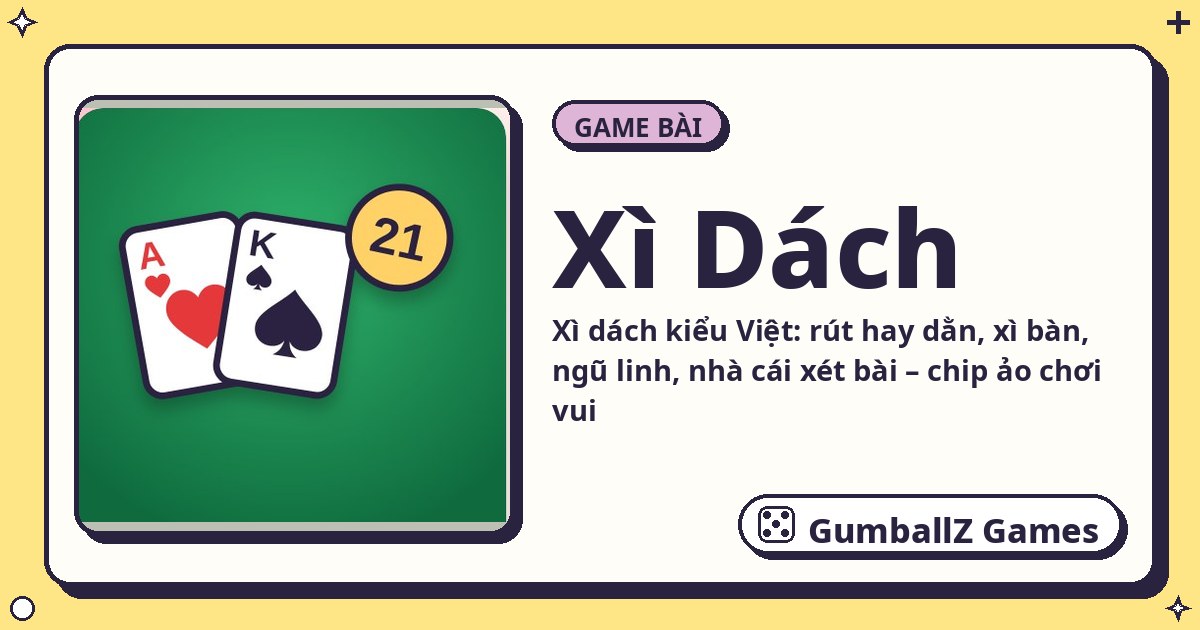 A
K
21
GAME BÀI
Xì Dách
Xì dách kiểu Việt: rút hay dằn, xì bàn,
ngũ linh, nhà cái xét bài – chip ảo chơi
vui
GumballZ Games